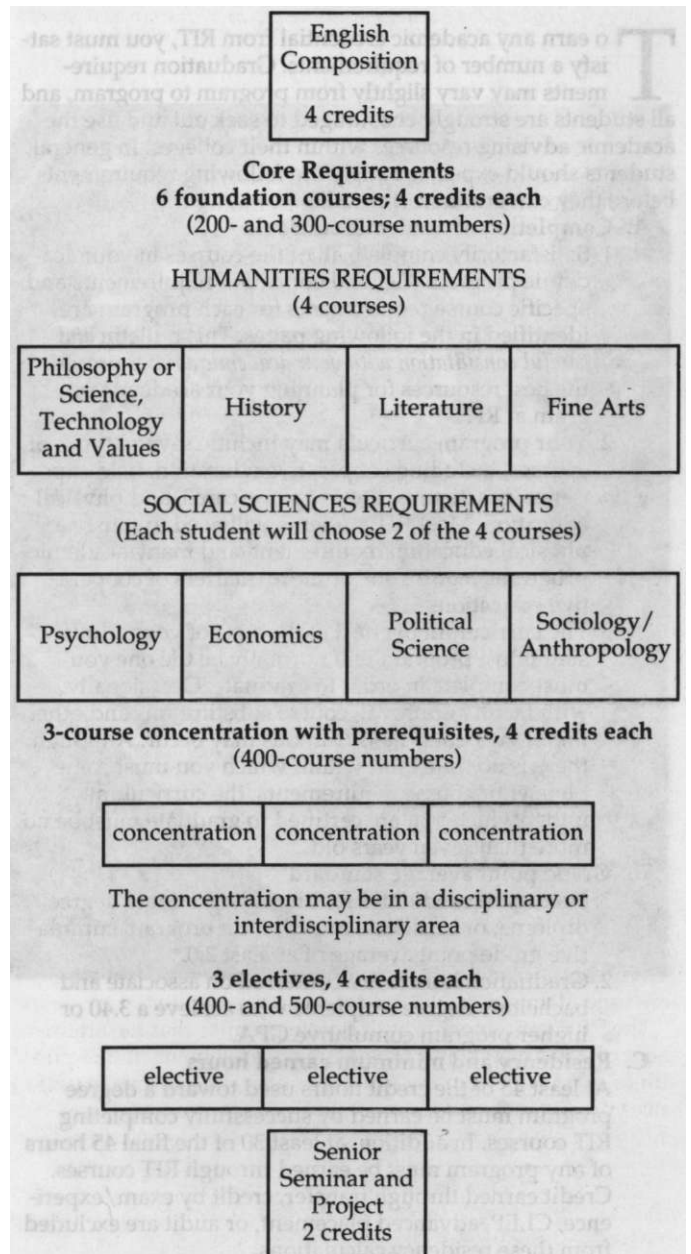 English
Composition
4 credits
Core Requirements
6 foundation courses; 4 credits each
(200- and 300-course numbers)
HUMANITIES REQUIREMENTS
(4 courses)
Philosophy or
Science,
Technology
and Values
History
Literature
Fine Arts
SOCIAL SCIENCES REQUIREMENTS
(Each student will choose 2 of the 4 courses)
Psychology
Economics
Political
Science
Sociology/
Anthropology
3-course concentration with prerequisites, 4 credits each
(400-course numbers)
concentration concentration concentration
The concentration may be in a disciplinary or
interdisciplinary area
3 electives, 4 credits each
(400- and 500-course numbers)
elective elective elective
Senior
Seminar and
Project
2 credits